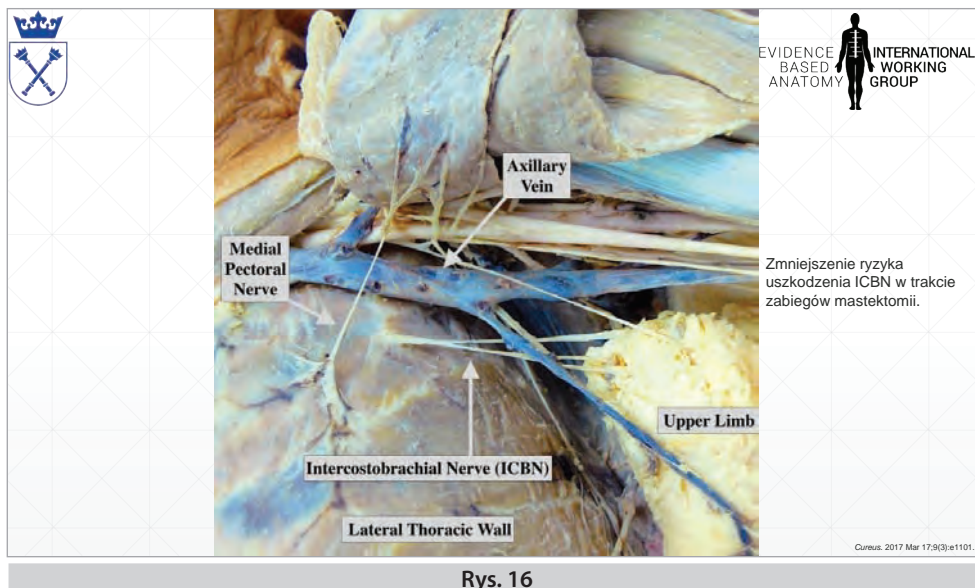 EVIDENCE
BASED
ANATOMY
INTERNATIONAL
WORKING
GROUP
Axillary
Vein
Medial
Pectoral
Nerve
Zmniejszenie ryzyka
uszkodzenia ICBN w trakcie
zabiegów mastektomii.
Upper Limb
Intercostobrachial Nerve (ICBN)
Lateral Thoracic Wall
Cureus. 2017 Mar 17;9(3):e1101.
Rys. 16